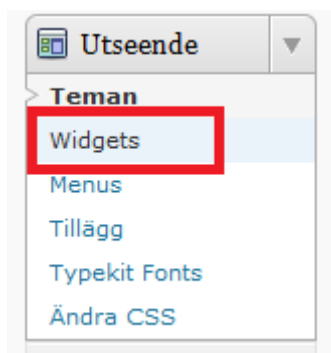 Utseende
Teman
Widgets
Menus
Tillägg
Typekit Fonts
Ändra CSS